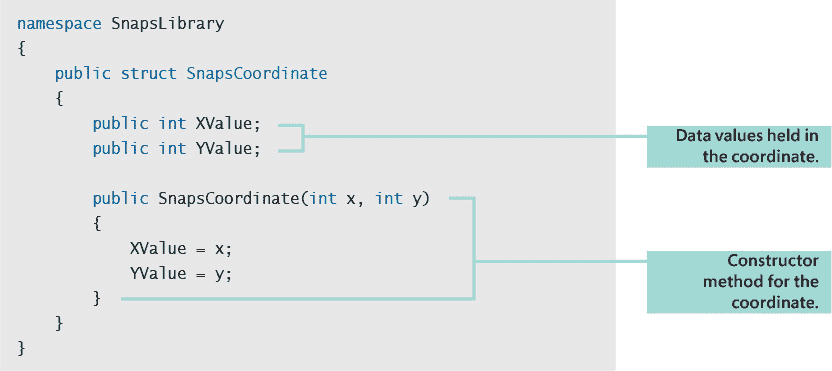 namespace SnapsLibrary
{
    public struct SnapsCoordinate
    {
        public int XValue;
        public int YValue;
Data values held in
the coordinate.
        public SnapsCoordinate(int x, int y)
        {
            XValue = x;
            YValue = y;
        }
Constructor
method for the
coordinate.
    }
}